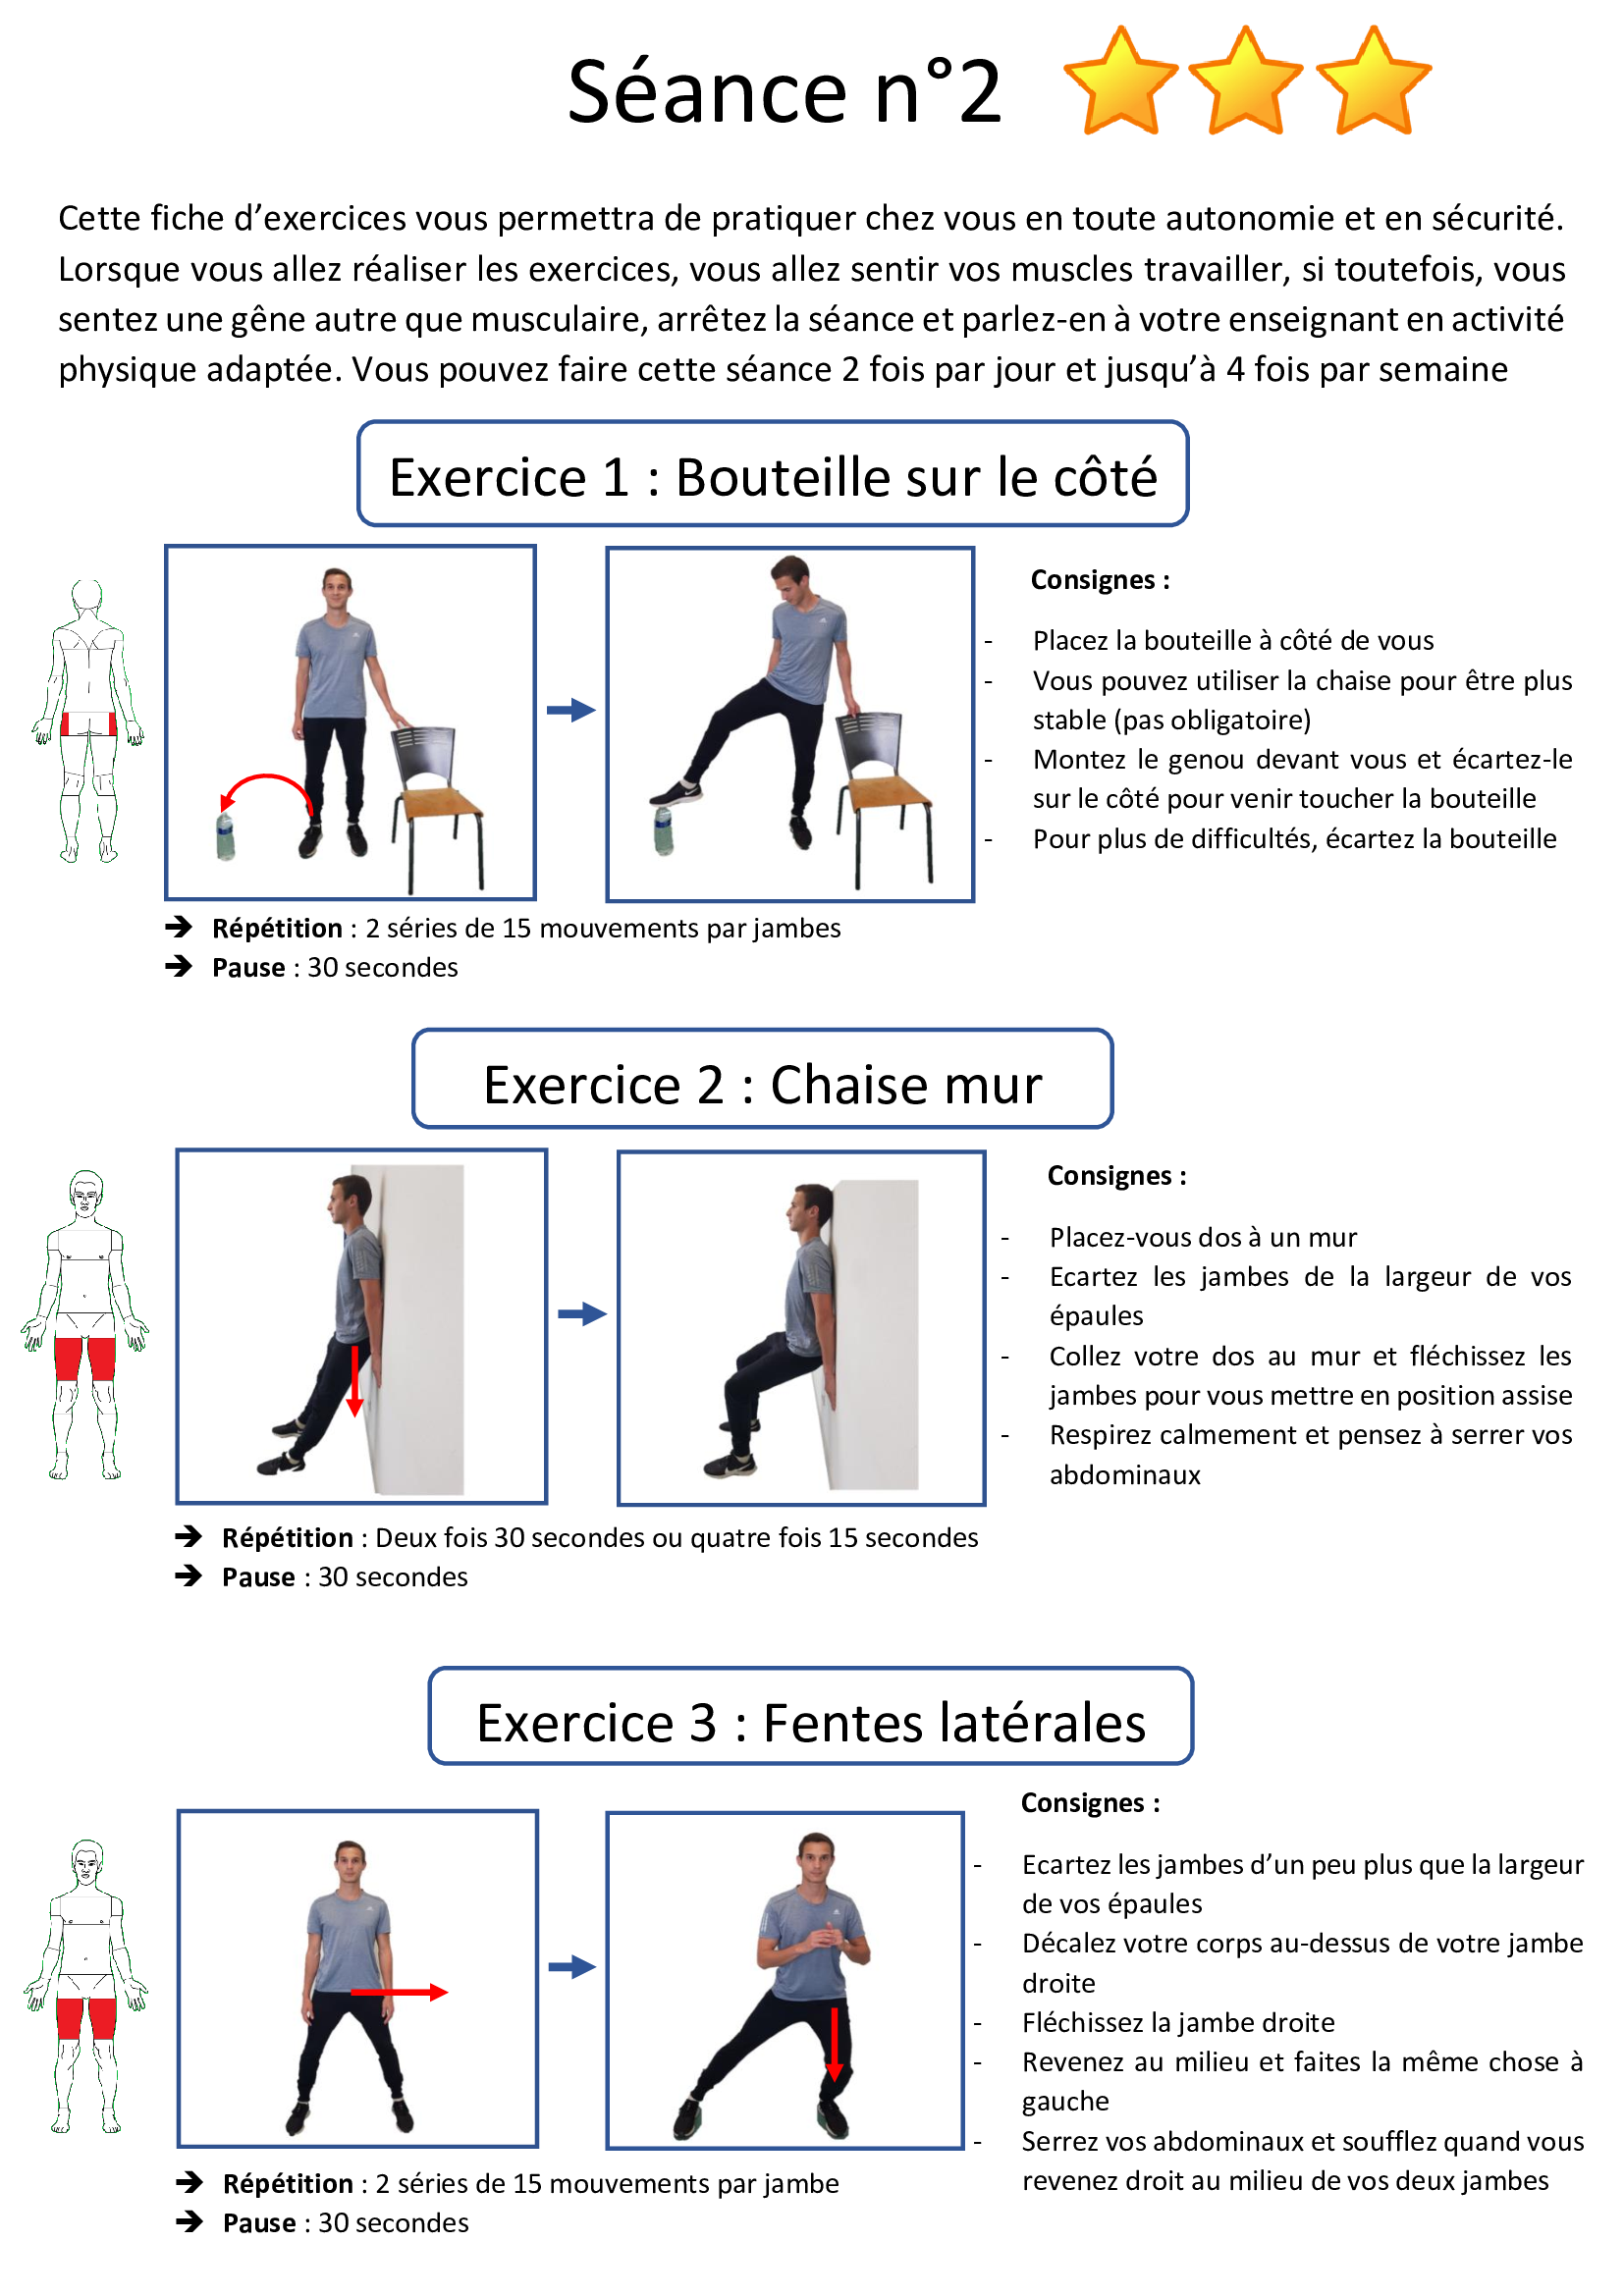 Séance n°2
Cette fiche d’exercices vous permettra de pratiquer chez vous en toute autonomie et en sécurité.
Lorsque vous allez réaliser les exercices, vous allez sentir vos muscles travailler, si toutefois, vous
sentez une gêne autre que musculaire, arrêtez la séance et parlez-en à votre enseignant en activité
physique adaptée. Vous pouvez faire cette séance 2 fois par jour et jusqu’à 4 fois par semaine
Exercice 1 : Bouteille sur le côté
Consignes :
- Placez la bouteille à côté de vous
- Vous pouvez utiliser la chaise pour être plus
stable (pas obligatoire)
- Montez le genou devant vous et écartez-le
sur le côté pour venir toucher la bouteille
- Pour plus de difficultés, écartez la bouteille
➔ Répétition : 2 séries de 15 mouvements par jambes
➔ Pause : 30 secondes
Exercice 2 : Chaise mur
Consignes :
- Placez-vous dos à un mur
- Ecartez les jambes de la largeur de vos
épaules
- Collez votre dos au mur et fléchissez les
jambes pour vous mettre en position assise
- Respirez calmement et pensez à serrer vos
abdominaux
➔ Répétition : Deux fois 30 secondes ou quatre fois 15 secondes
➔ Pause : 30 secondes
Exercice 3 : Fentes latérales
Consignes :
- Ecartez les jambes d’un peu plus que la largeur
de vos épaules
- Décalez votre corps au-dessus de votre jambe
droite
- Fléchissez la jambe droite
- Revenez au milieu et faites la même chose à
gauche
- Serrez vos abdominaux et soufflez quand vous
revenez droit au milieu de vos deux jambes
➔ Répétition : 2 séries de 15 mouvements par jambe
➔ Pause : 30 secondes